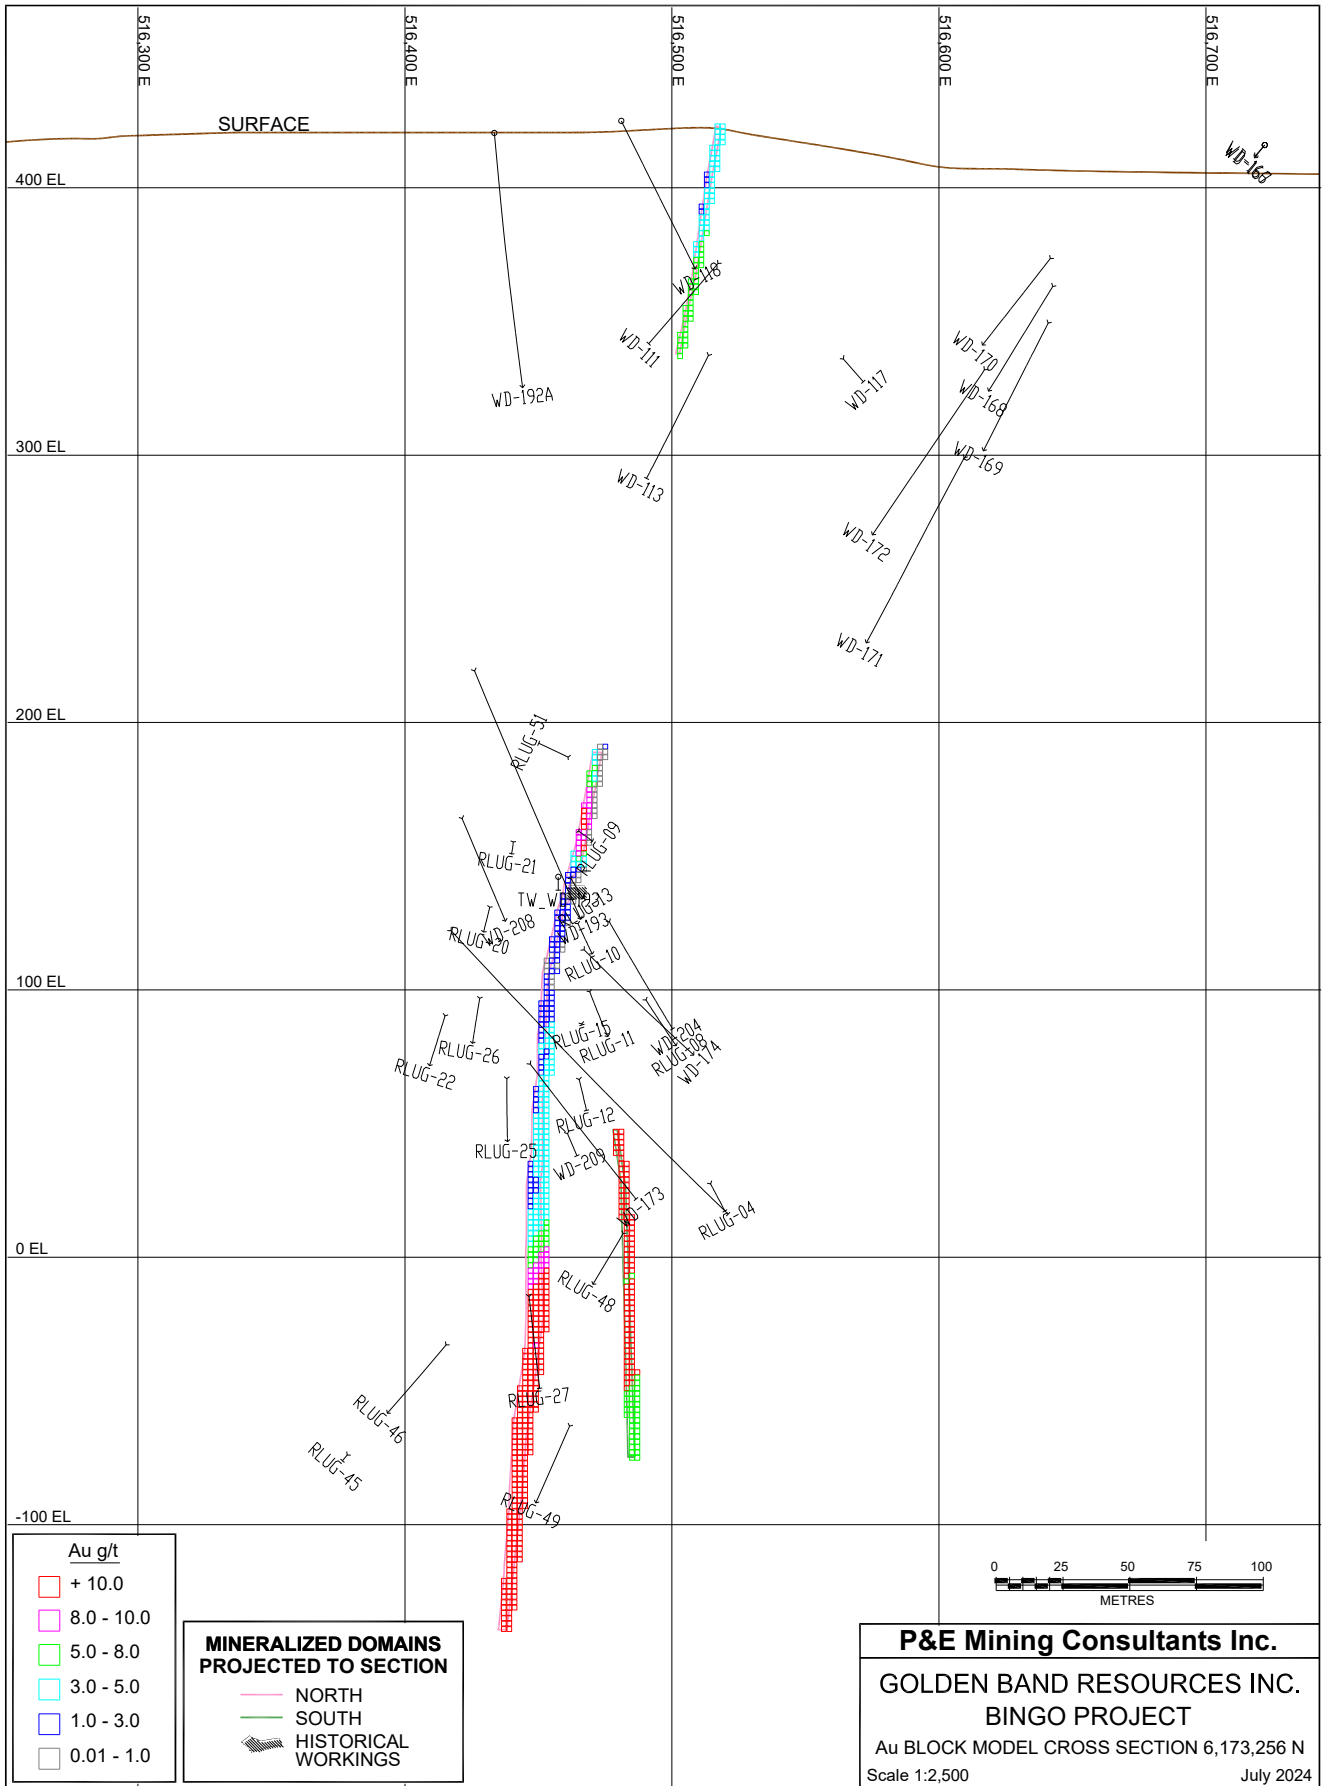 516,300 E
516,400 E
516,500 E
516,600 E
516,700 E
SURFACE
WD-166
400 EL
WD-118
WD-111
WD-170
WD-117
WD-192A
WD-168
300 EL
WD-169
WD-113
WD-172
WD-171
200 EL
RLUG-51
RLUG-09
RLUG-21
RLUG-13
WD-208
RLUG-20
WD-193
RLUG-10
100 EL
RLUG-15
WD-204
RLUG-26
RLUG-11
RLUG-08
WD-174
RLUG-22
RLUG-12
RLUG-25
WD-209
WD-173
RLUG-04
0 EL
RLUG-48
RLUG-27
RLUG-46
RLUG-45
RLUG-49
-100 EL
Au g/t
+ 10.0
8.0 - 10.0
5.0 - 8.0
3.0 - 5.0
1.0 - 3.0
0.01 - 1.0
MINERALIZED DOMAINS
PROJECTED TO SECTION
NORTH
SOUTH
HISTORICAL
WORKINGS
0 25 50 75 100
METRES
P&E Mining Consultants Inc.
GOLDEN BAND RESOURCES INC.
BINGO PROJECT
Au BLOCK MODEL CROSS SECTION 6,173,256 N
Scale 1:2,500 July 2024